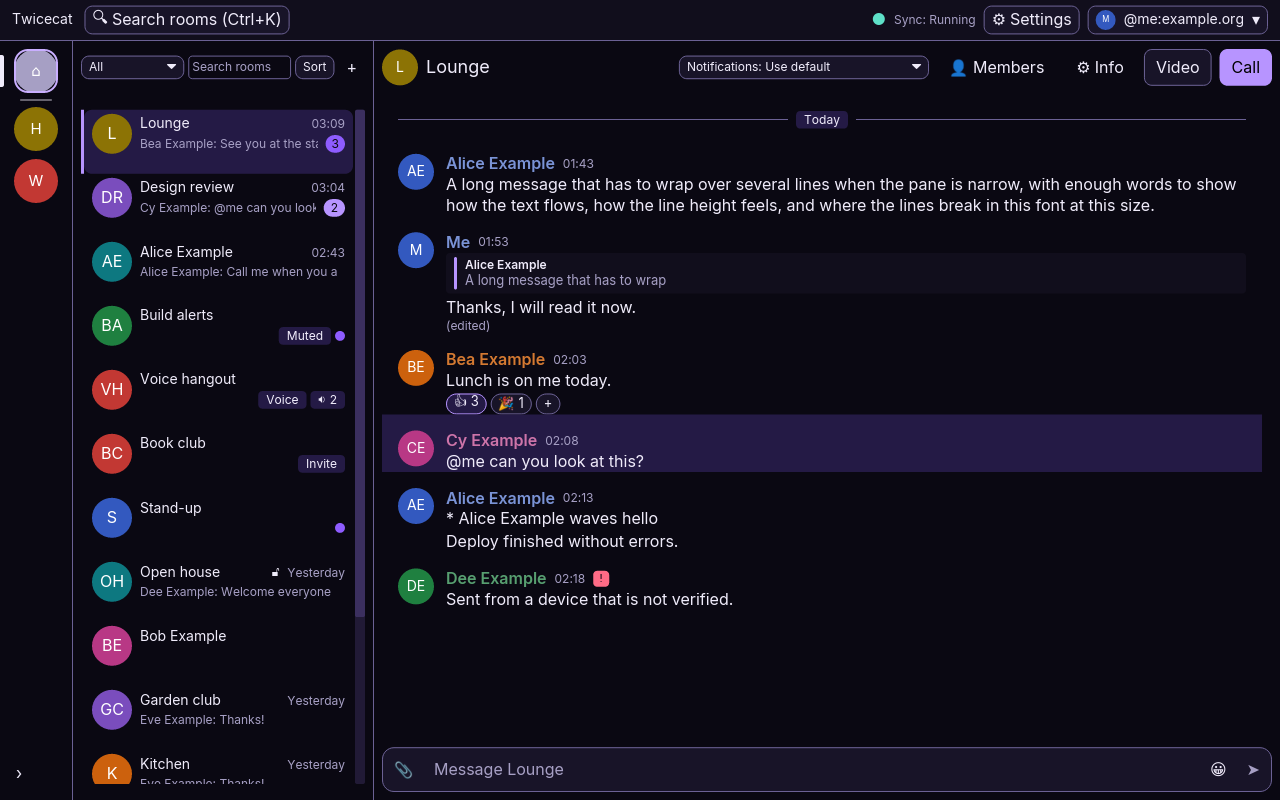 Twicecat
Search rooms (Ctrl+K)
Sync: Running
⚙ Settings
M
@me:example.org ▾
All
Search rooms
Sort
+
H
W
L
Lounge
03:09
Bea Example: See you at the sta
3
DR
Design review
03:04
Cy Example: @me can you look
2
AE
Alice Example
02:43
Alice Example: Call me when you a
BA
Build alerts
Muted
VH
Voice hangout
Voice
2
BC
Book club
Invite
S
Stand-up
OH
Open house
Yesterday
Dee Example: Welcome everyone
BE
Bob Example
GC
Garden club
Yesterday
Eve Example: Thanks!
K
Kitchen
Yesterday
Eve Example: Thanks!
L
Lounge
Notifications: Use default
Members
Info
Video
Call
Today
AE
Alice Example 01:43
A long message that has to wrap over several lines when the pane is narrow, with enough words to show
how the text flows, how the line height feels, and where the lines break in this font at this size.
M
Me 01:53
Alice Example
A long message that has to wrap
Thanks, I will read it now.
(edited)
BE
Bea Example 02:03
Lunch is on me today.
👍 3 🎉 1 +
CE
Cy Example 02:08
@me can you look at this?
AE
Alice Example 02:13
* Alice Example waves hello
Deploy finished without errors.
DE
Dee Example 02:18 !
Sent from a device that is not verified.
Message Lounge